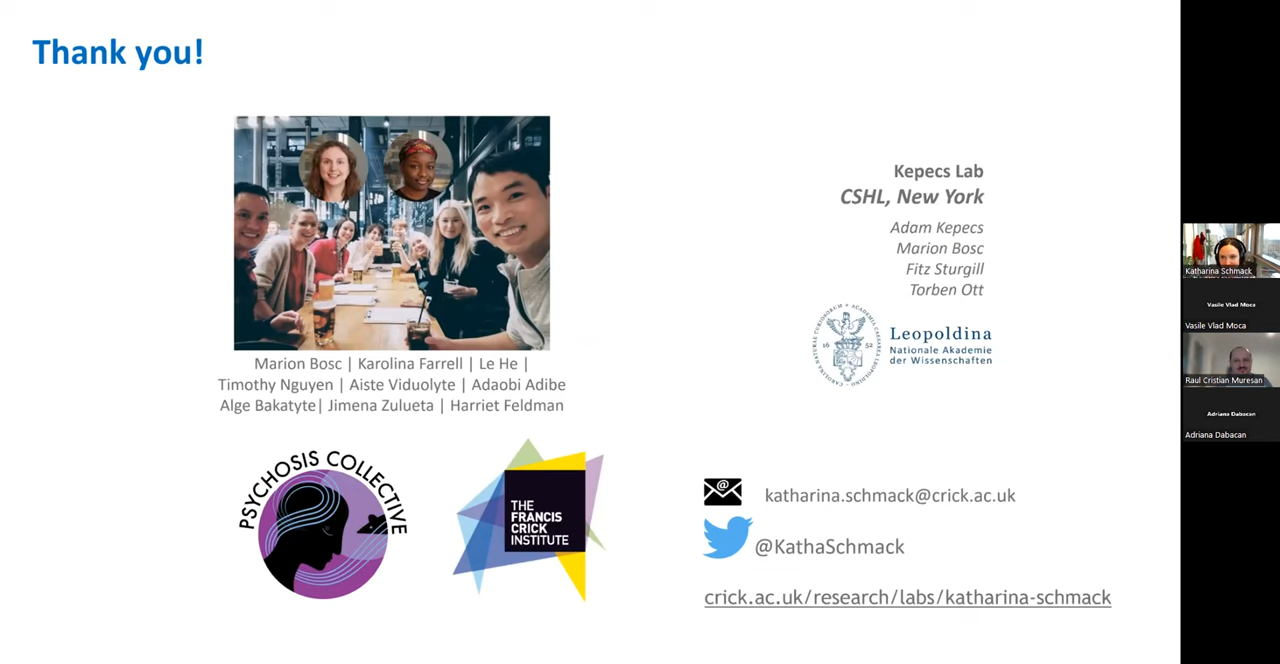 Thank you!
Marion Bosc | Karolina Farrell | Le He |
Timothy Nguyen | Aiste Viduolyte | Adaobi Adibe
Alge Bakatyte| Jimena Zulueta | Harriet Feldman
PSYCHOSIS COLLECTIVE
THE
FRANCIS
CRICK
INSTITUTE
Kepecs Lab
CSHL, New York
Adam Kepecs
Marion Bosc
Fitz Sturgill
Torben Ott
16 52
Leopoldina
Nationale Akademie
der Wissenschaften
@
katharina.schmack@crick.ac.uk
@KathaSchmack
crick.ac.uk/research/labs/katharina-schmack
Katharina Schmack
Vasile Vlad Moca
Vasile Vlad Moca
Raul Cristian Muresan
Adriana Dabacan
Adriana Dabacan